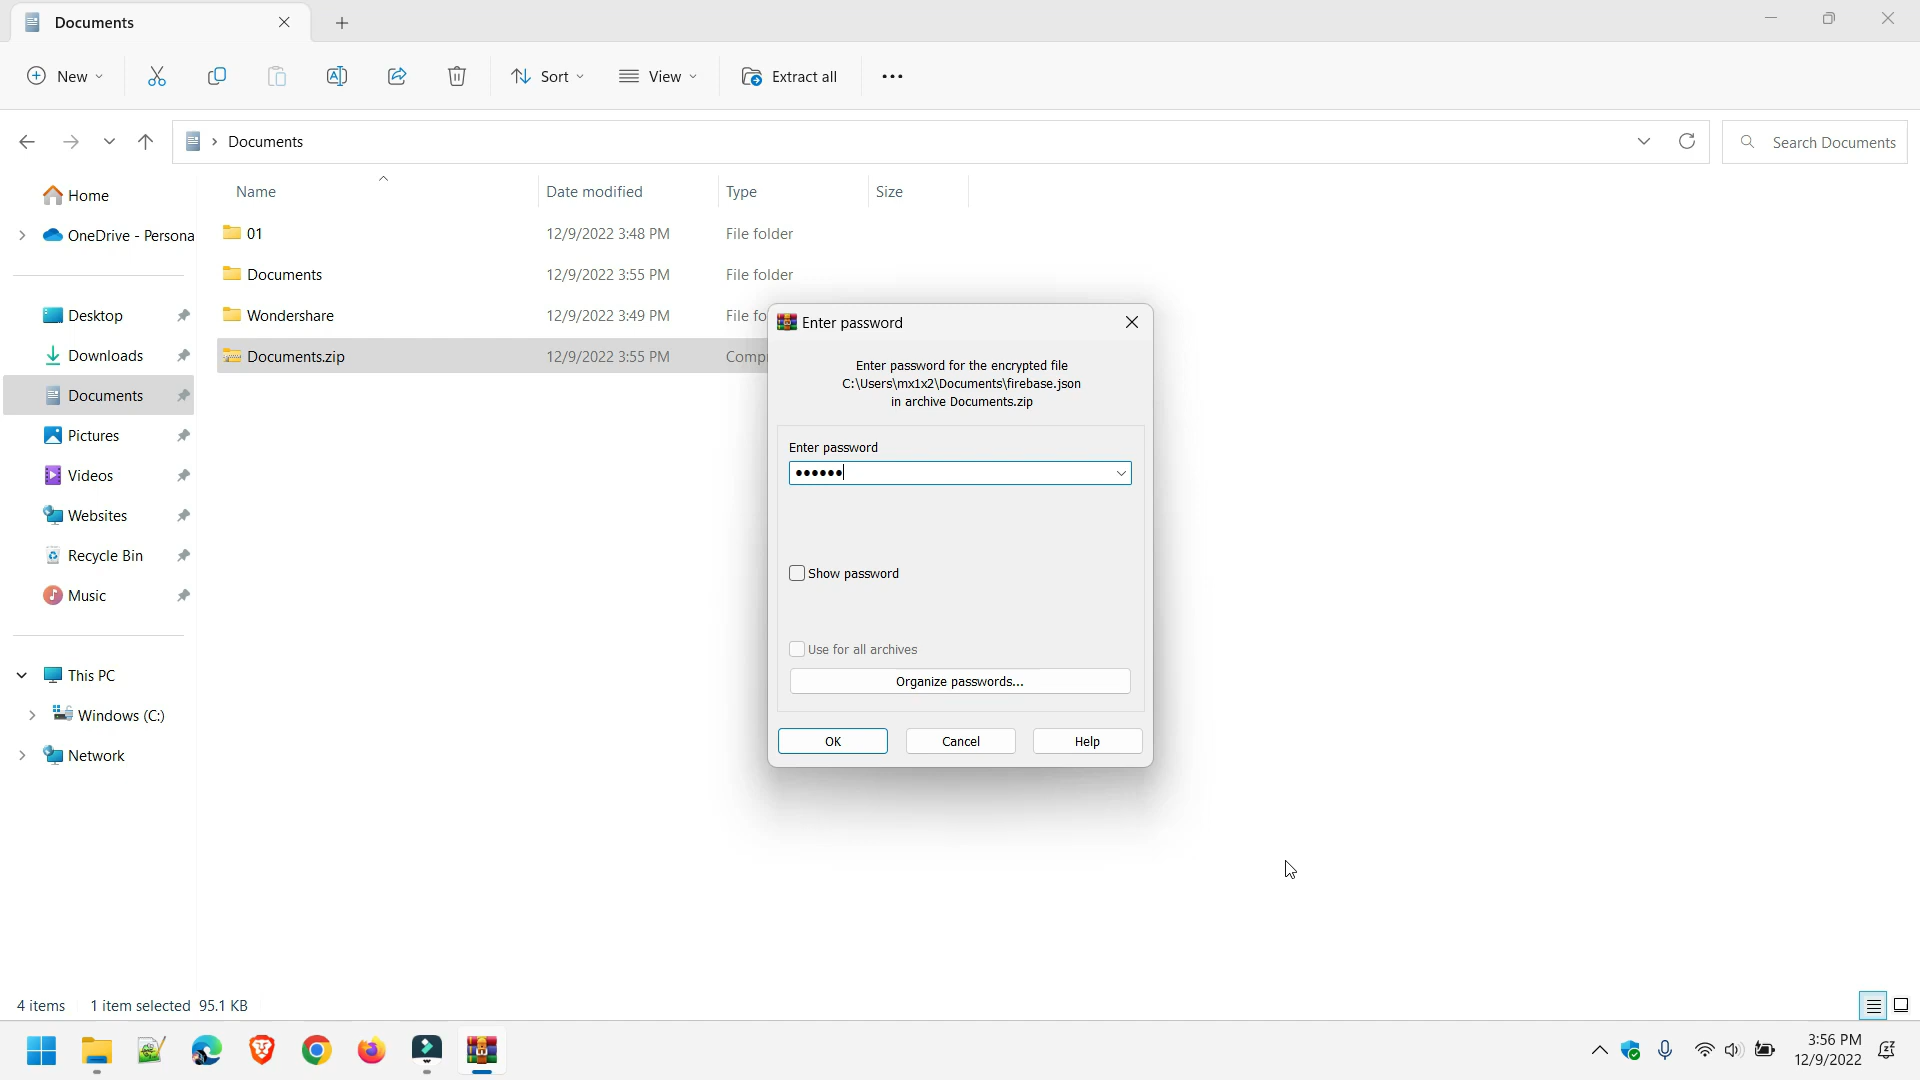 Documents
New
Sort
View
Extract all
Documents
Search Documents
Name
Date modified
Type
Size
Home
OneDrive - Persona
Desktop
Downloads
Documents
Pictures
Videos
Websites
Recycle Bin
Music
This PC
Windows (C:)
Network
01 12/9/2022 3:48 PM File folder
Documents 12/9/2022 3:55 PM File folder
Wondershare 12/9/2022 3:49 PM File fo
Documents.zip 12/9/2022 3:55 PM Comp
Enter password
Enter password for the encrypted file
C:\Users\mx1x2\Documents\firebase.json
in archive Documents.zip
Enter password
••••••
Show password
Use for all archives
Organize passwords...
OK
Cancel
Help
4 items 1 item selected 95.1 KB
3:56 PM
12/9/2022